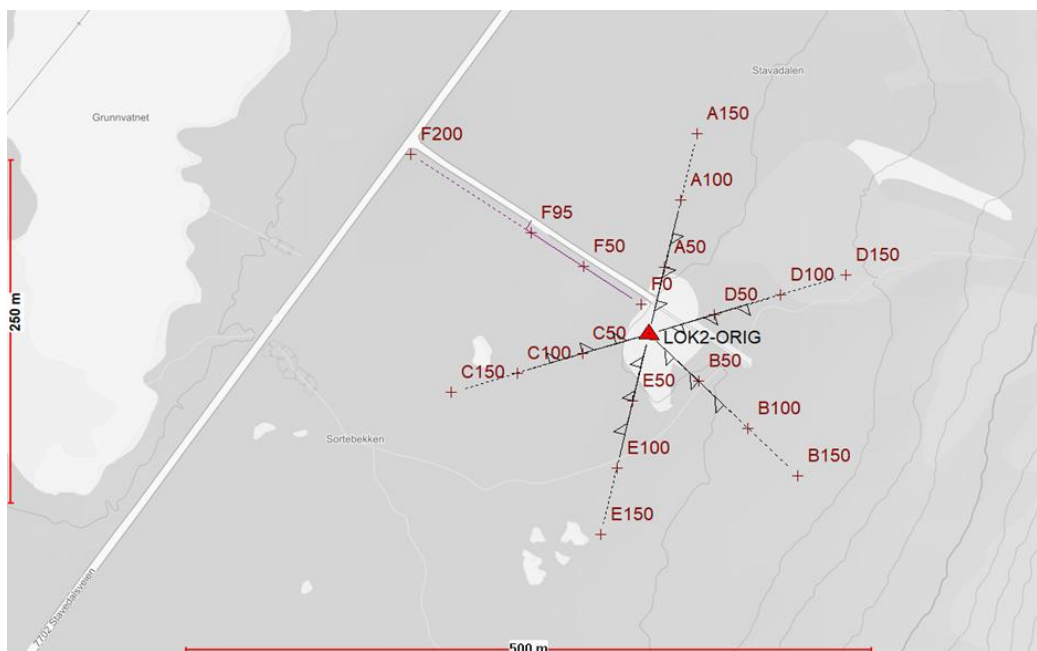 Stavadalen
A150
Grunnvatnet
F200
A100
F95
F50
A50
D150
D100
F0
D50
250 m
C50
LOK2-ORIG
C100
C150
E50
B50
B100
Sortebekken
E100
B150
E150
7702 Stavedalsveien
500 m